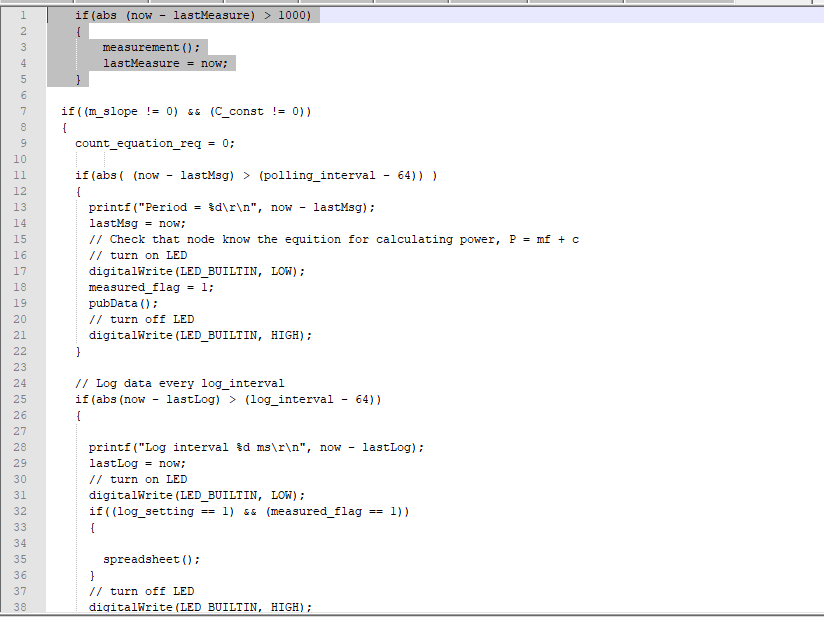 1 if(abs (now - lastMeasure) > 1000)
2 {
3 measurement();
4 lastMeasure = now;
5 }
6
7 if((m_slope != 0) && (C_const != 0))
8 {
9 count_equation_req = 0;
10
11 if(abs( (now - lastMsg) > (polling_interval - 64)) )
12 {
13 printf("Period = %d\r\n", now - lastMsg);
14 lastMsg = now;
15 // Check that node know the equition for calculating power, P = mf + c
16 // turn on LED
17 digitalWrite(LED_BUILTIN, LOW);
18 measured_flag = 1;
19 pubData();
20 // turn off LED
21 digitalWrite(LED_BUILTIN, HIGH);
22 }
23
24 // Log data every log_interval
25 if(abs(now - lastLog) > (log_interval - 64))
26 {
27
28 printf("Log interval %d ms\r\n", now - lastLog);
29 lastLog = now;
30 // turn on LED
31 digitalWrite(LED_BUILTIN, LOW);
32 if((log_setting == 1) && (measured_flag == 1))
33 {
34
35 spreadsheet();
36 }
37 // turn off LED
38 digitalWrite(LED_BUILTIN, HIGH);